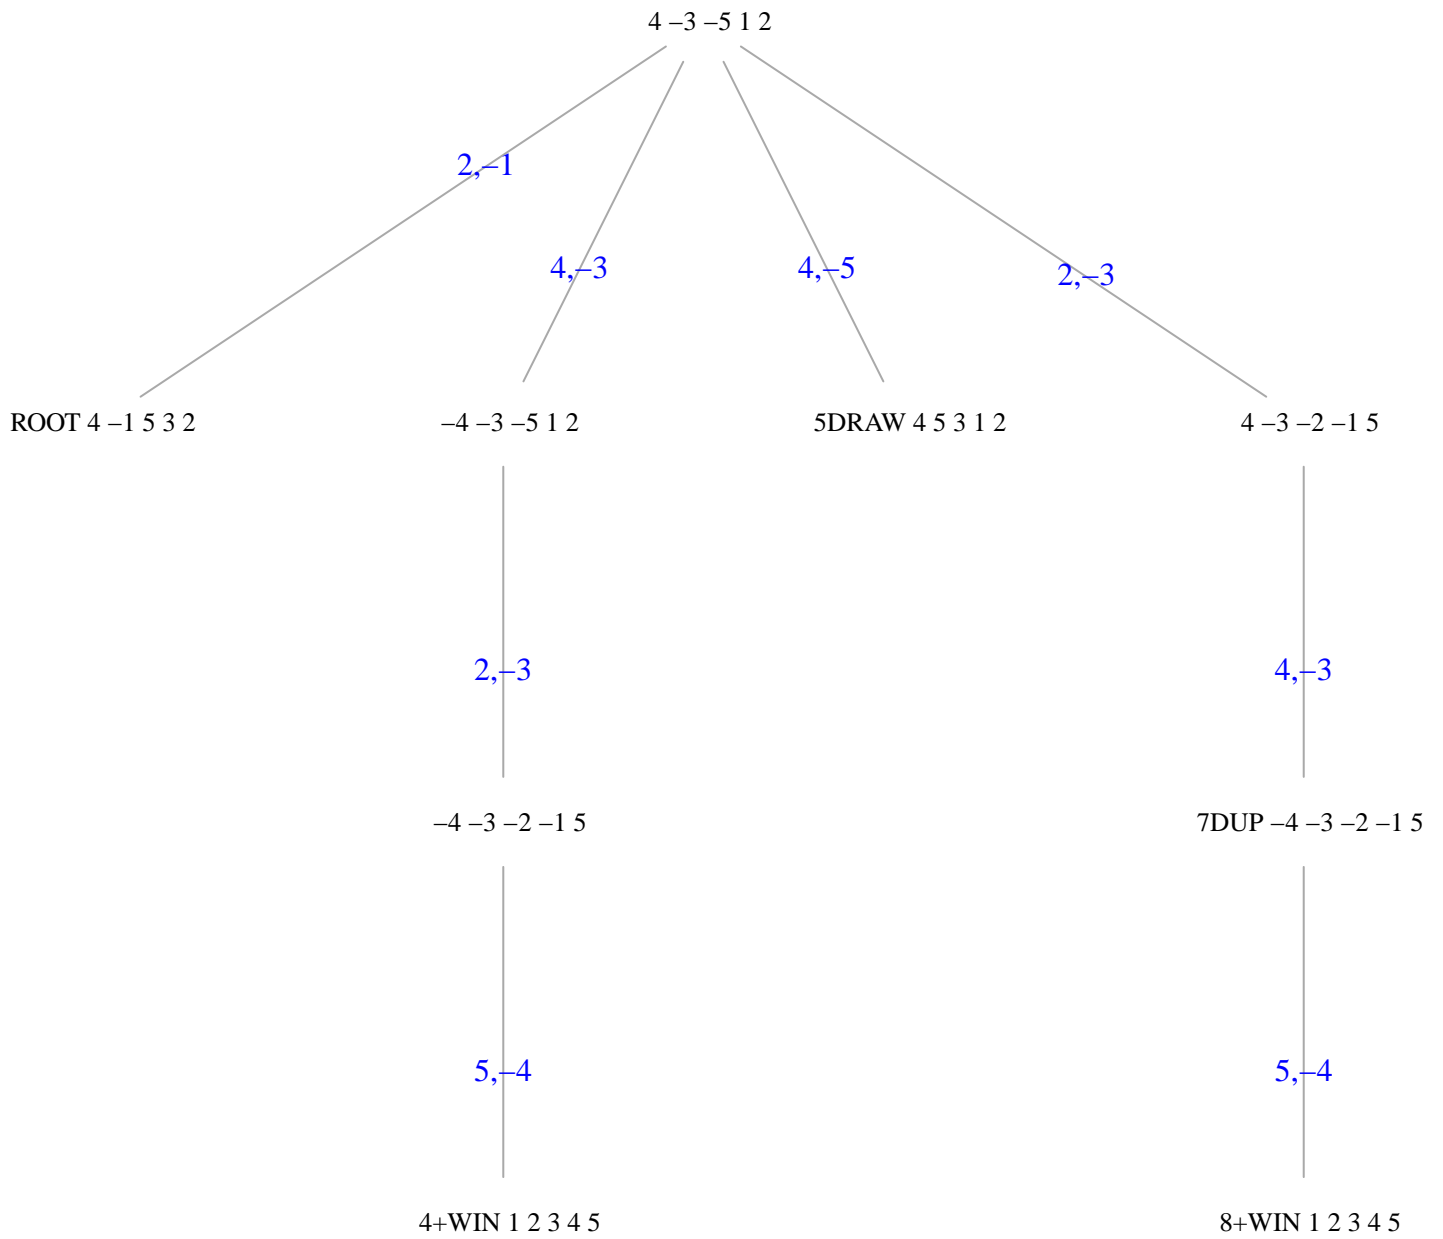 4 –3 –5 1 2
2,–1
4,–3
4,–5
2,–3
ROOT 4 –1 5 3 2
–4 –3 –5 1 2
5DRAW 4 5 3 1 2
4 –3 –2 –1 5
2,–3
4,–3
–4 –3 –2 –1 5
7DUP –4 –3 –2 –1 5
5,–4
5,–4
4+WIN 1 2 3 4 5
8+WIN 1 2 3 4 5